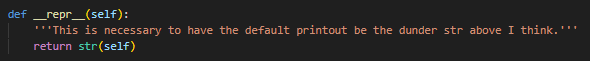 def __repr__(self):
    '''This is necessary to have the default printout be the dunder str above I think.'''
    return str(self)